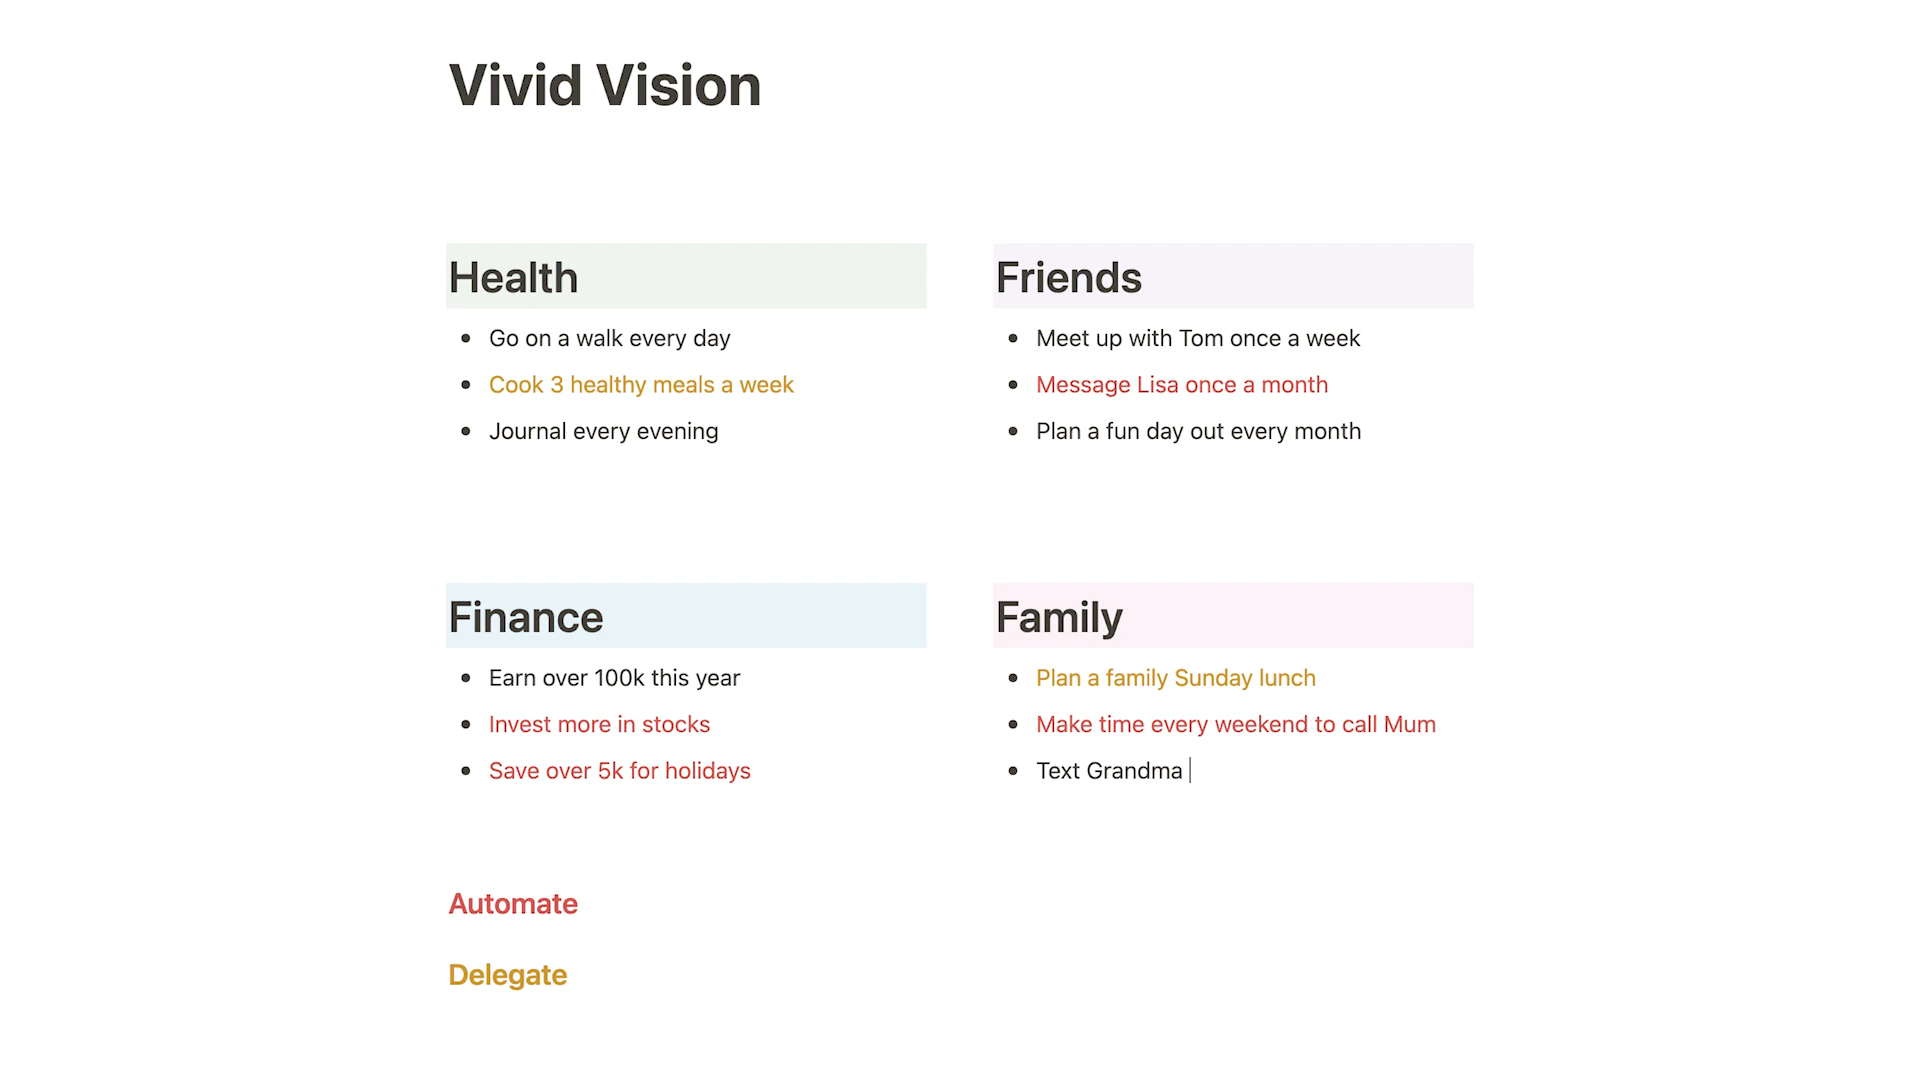 Vivid Vision
Health
Go on a walk every day
Cook 3 healthy meals a week
Journal every evening
Friends
Meet up with Tom once a week
Message Lisa once a month
Plan a fun day out every month
Finance
Earn over 100k this year
Invest more in stocks
Save over 5k for holidays
Family
Plan a family Sunday lunch
Make time every weekend to call Mum
Text Grandma
Automate
Delegate